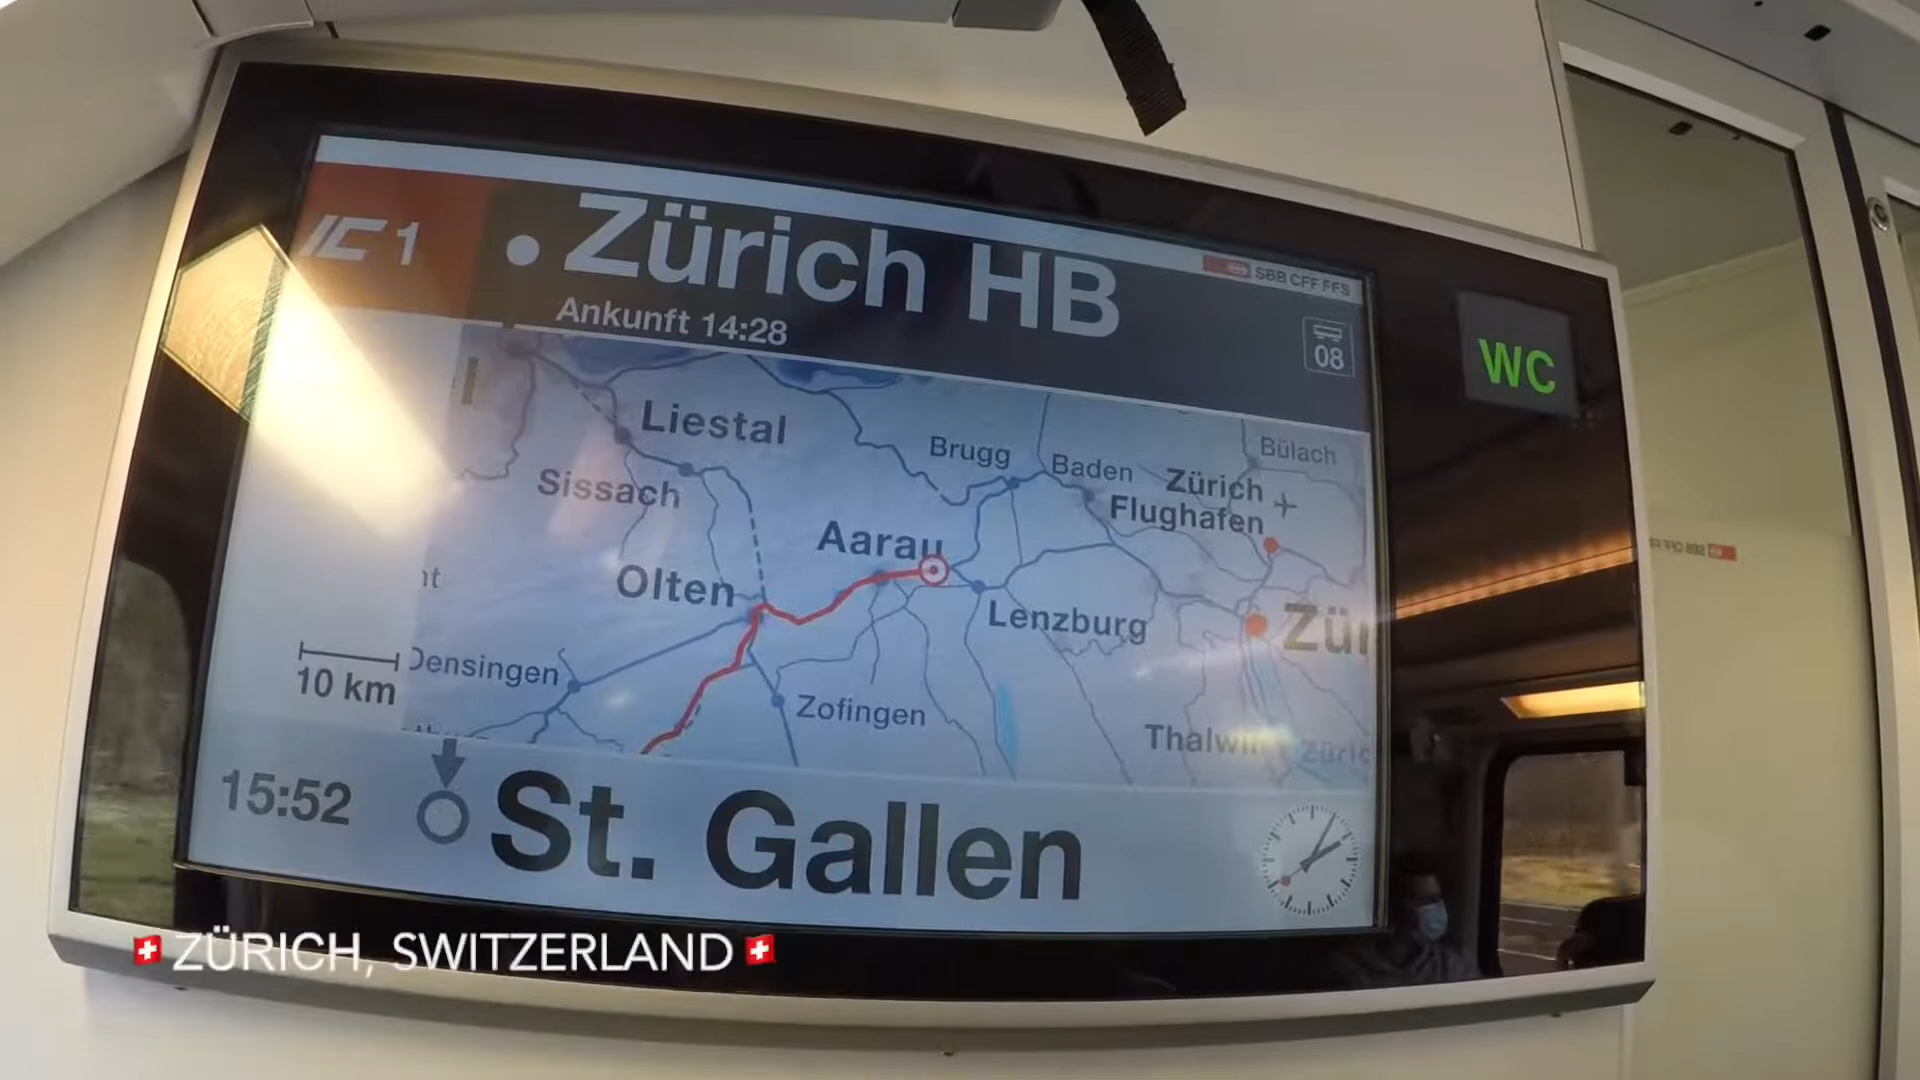 IC 1
Zürich HB
SBB CFF FFS
Ankunft 14:28
08
WC
Liestal
Brugg
Baden
Bülach
Sissach
Zürich
Flughafen
Aarau
Olten
Lenzburg
10 km
Zofingen
Thalwil
15:52
St. Gallen
ZÜRICH, SWITZERLAND